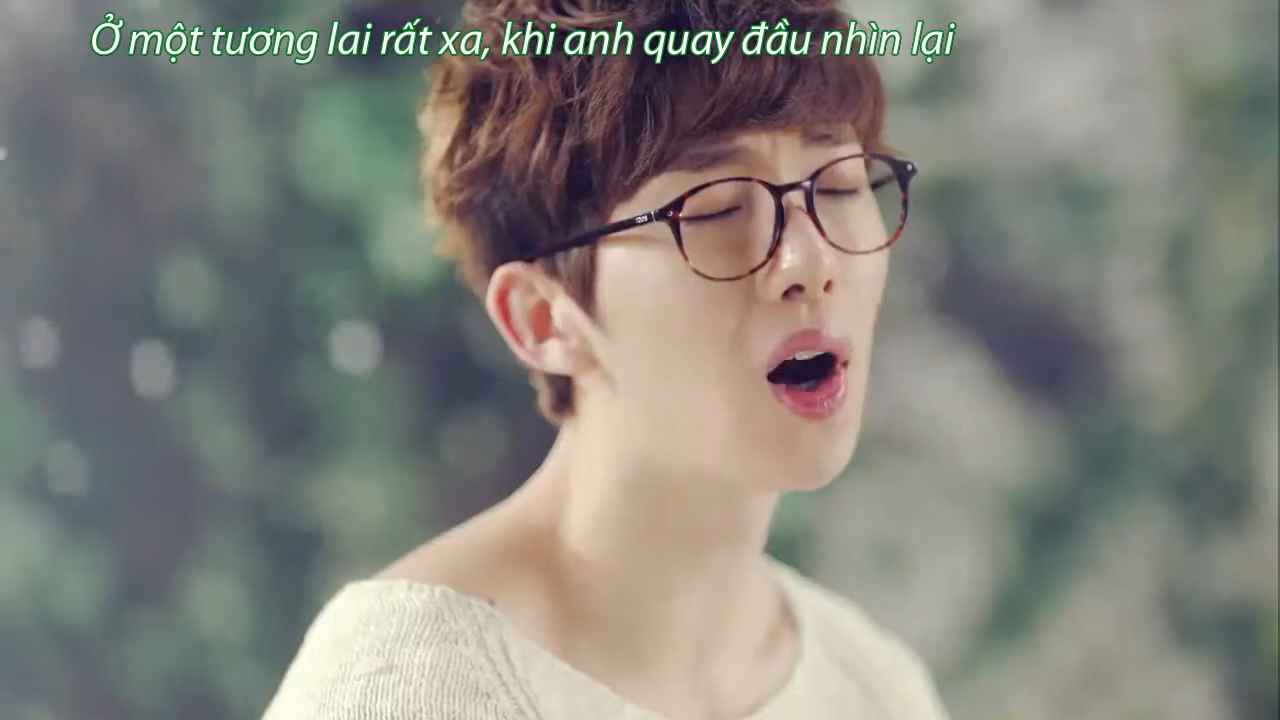 Ở một tương lai rất xa, khi anh quay đầu nhìn lại